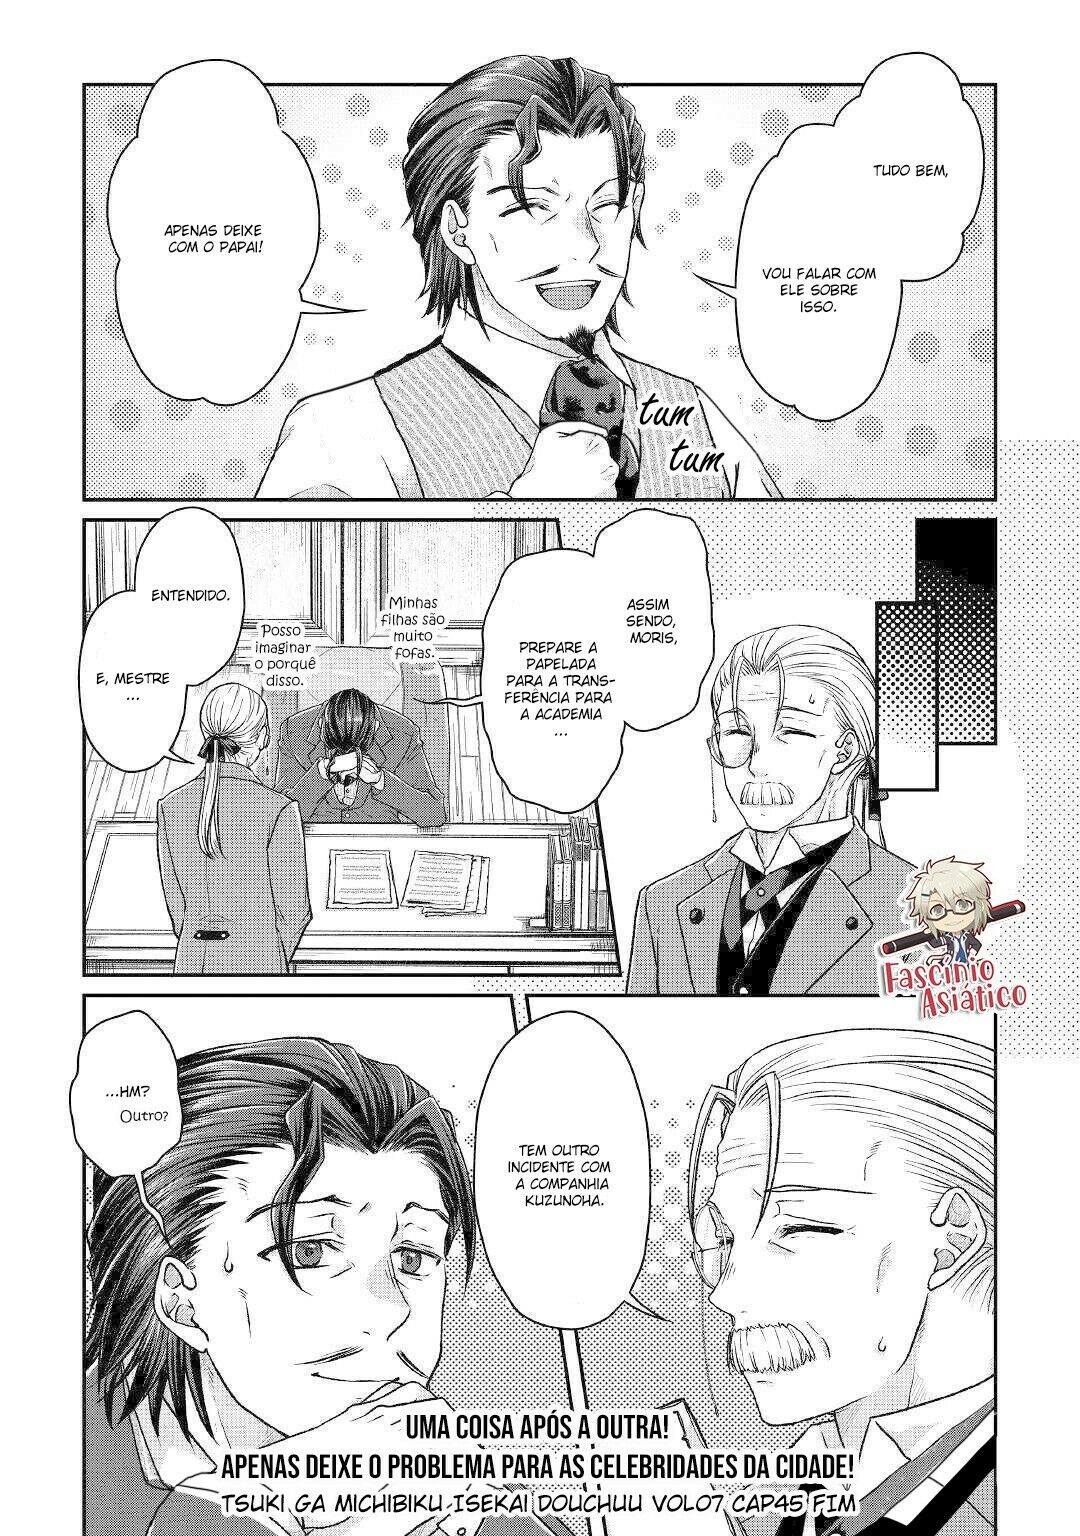 TUDO BEM,
VOU FALAR COM
ELE SOBRE
ISSO.
APENAS DEIXE
COM O PAPAI!
tum
tum
ASSIM
SENDO,
MORIS,
PREPARE A
PAPELADA
PARA A TRANS-
FERÊNCIA PARA
A ACADEMIA
...
Minhas
filhas são
muito
fofas.
Posso
imaginar
o porquê
disso.
ENTENDIDO.
E, MESTRE
...
Fascínio
Asiático
TEM OUTRO
INCIDENTE COM
A COMPANHIA
KUZUNOHA.
...HM?
Outro?
UMA COISA APÓS A OUTRA!
APENAS DEIXE O PROBLEMA PARA AS CELEBRIDADES DA CIDADE!
TSUKI GA MICHIBIKU ISEKAI DOUCHUU VOL07 CAP45 FIM